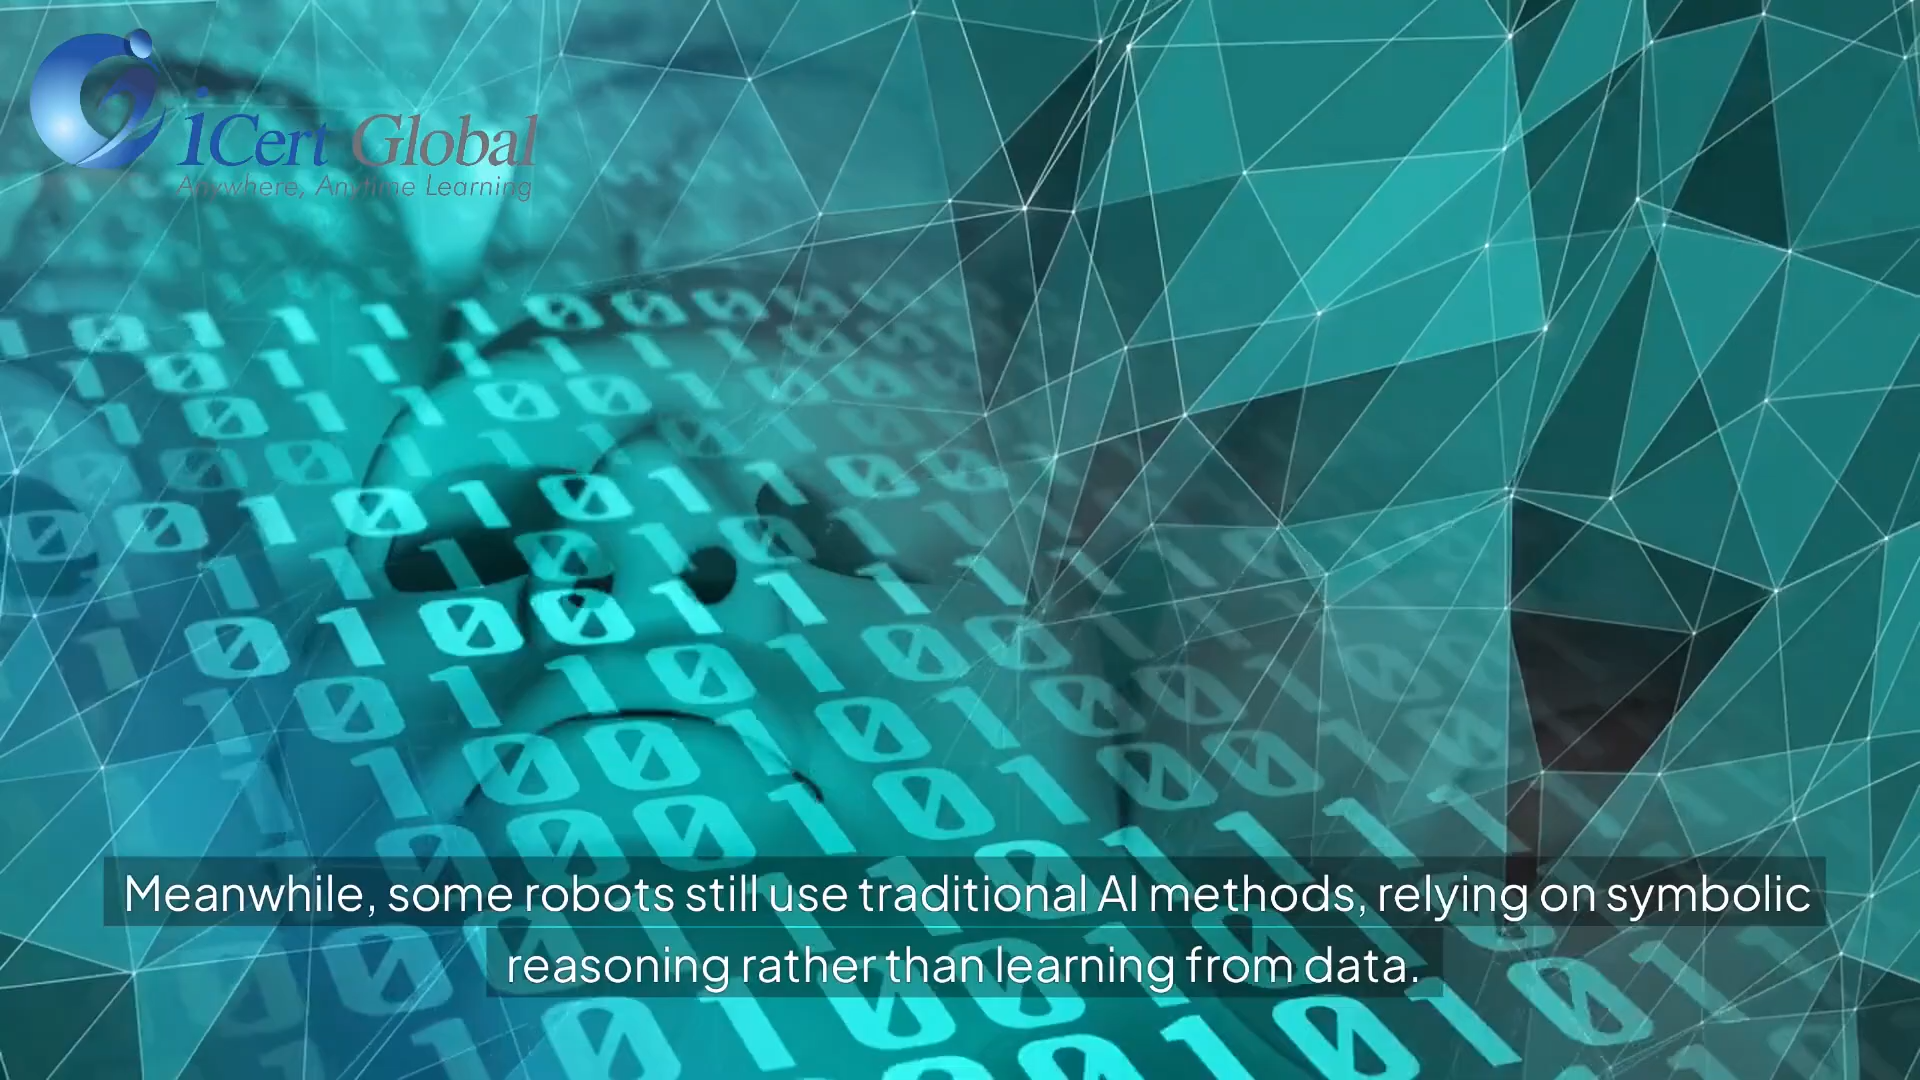 iCert Global
Anywhere, Anytime Learning
Meanwhile, some robots still use traditional AI methods, relying on symbolic
reasoning rather than learning from data.